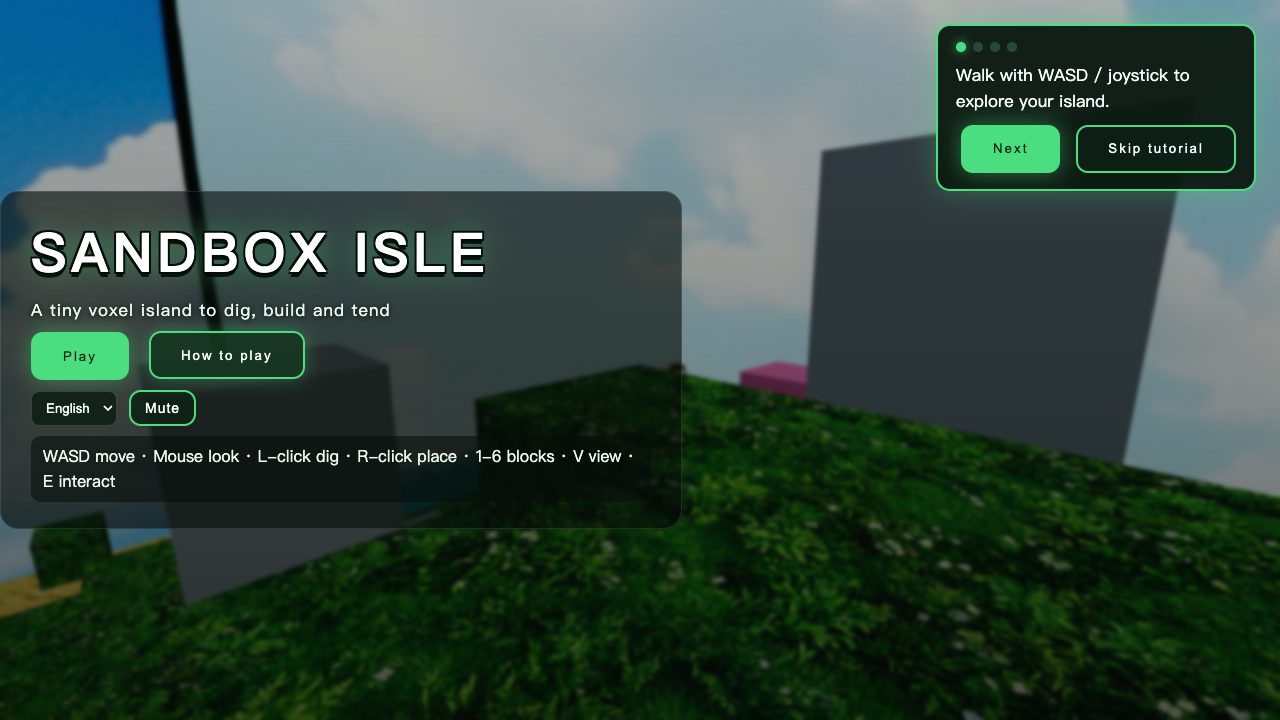 Walk with WASD / joystick to
explore your island.
Next
Skip tutorial
SANDBOX ISLE
A tiny voxel island to dig, build and tend
Play
How to play
English
Mute
WASD move · Mouse look · L-click dig · R-click place · 1-6 blocks · V view ·
E interact